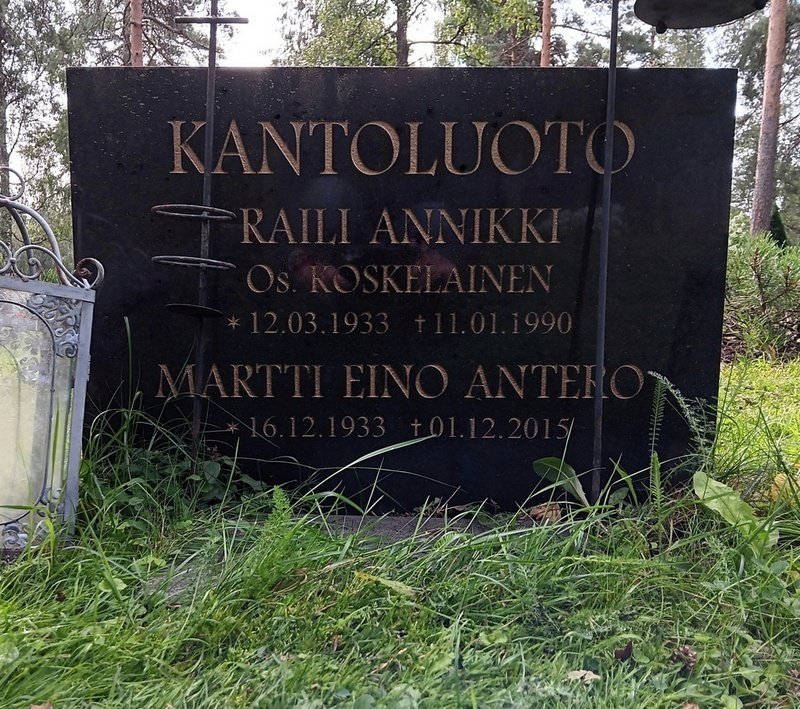 KANTOLUOTO
RAILI ANNIKKI
Os. KOSKELAINEN
* 12.03.1933 † 11.01.1990
MARTTI EINO ANTERO
* 16.12.1933 † 01.12.2015